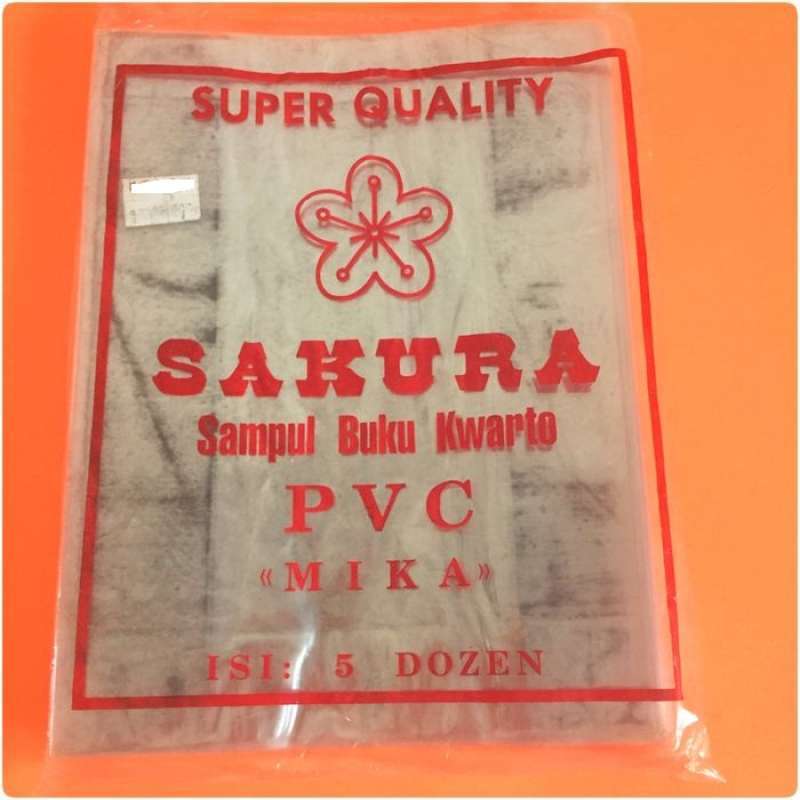 SUPER QUALITY
SAKURA
Sampul Buku Kwarto
PVC
«MIKA»
ISI: 5 DOZEN